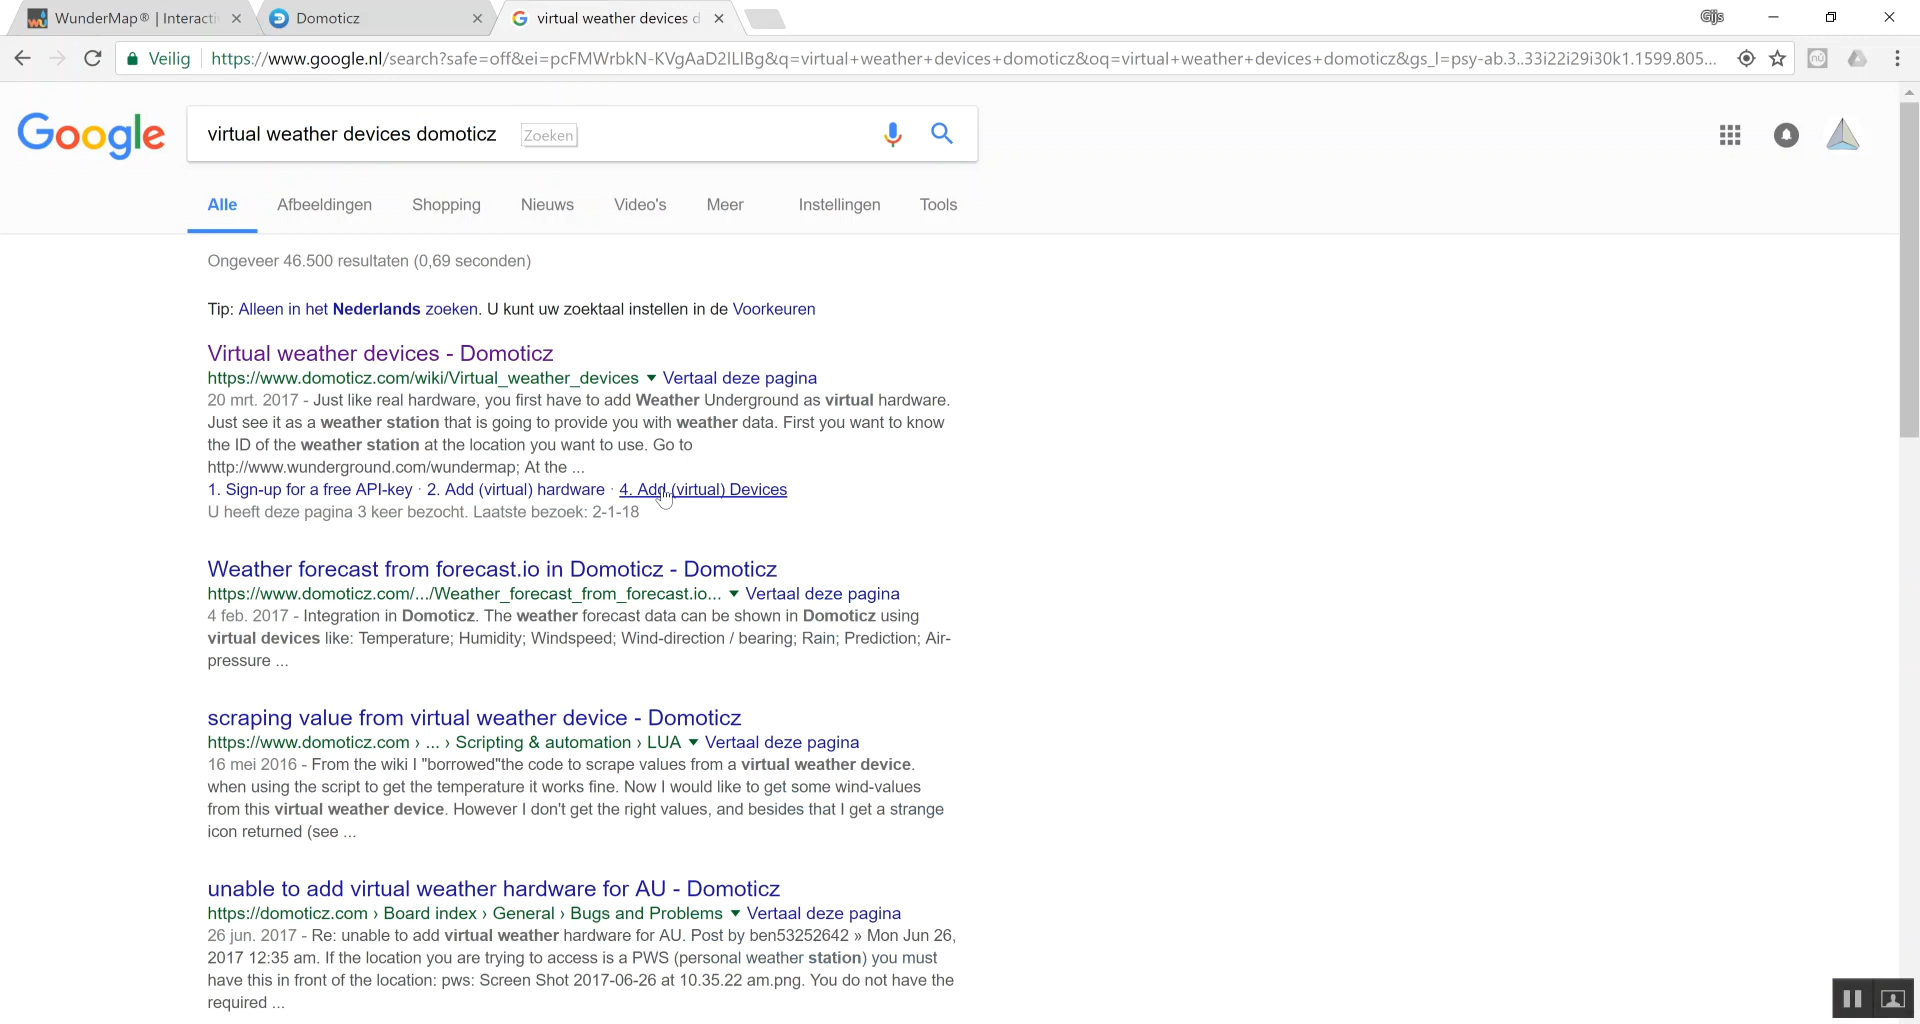 WunderMap® | Interacti
Domoticz
virtual weather devices d
Gijs
Veilig
https://www.google.nl/search?safe=off&ei=pcFMWrbkN-KVgAaD2ILIBg&q=virtual+weather+devices+domoticz&oq=virtual+weather+devices+domoticz&gs_l=psy-ab.3..33i22i29i30k1.1599.805...
Google
virtual weather devices domoticz Zoeken
Alle Afbeeldingen Shopping Nieuws Video's Meer Instellingen Tools
Ongeveer 46.500 resultaten (0,69 seconden)
Tip: Alleen in het Nederlands zoeken. U kunt uw zoektaal instellen in de Voorkeuren
Virtual weather devices - Domoticz
https://www.domoticz.com/wiki/Virtual_weather_devices ▼ Vertaal deze pagina
20 mrt. 2017 - Just like real hardware, you first have to add Weather Underground as virtual hardware.
Just see it as a weather station that is going to provide you with weather data. First you want to know
the ID of the weather station at the location you want to use. Go to
http://www.wunderground.com/wundermap; At the ...
1. Sign-up for a free API-key · 2. Add (virtual) hardware · 4. Add (virtual) Devices
U heeft deze pagina 3 keer bezocht. Laatste bezoek: 2-1-18
Weather forecast from forecast.io in Domoticz - Domoticz
https://www.domoticz.com/.../Weather_forecast_from_forecast.io... ▼ Vertaal deze pagina
4 feb. 2017 - Integration in Domoticz. The weather forecast data can be shown in Domoticz using
virtual devices like: Temperature; Humidity; Windspeed; Wind-direction / bearing; Rain; Prediction; Air-
pressure ...
scraping value from virtual weather device - Domoticz
https://www.domoticz.com › ... › Scripting & automation › LUA ▼ Vertaal deze pagina
16 mei 2016 - From the wiki I "borrowed"the code to scrape values from a virtual weather device.
when using the script to get the temperature it works fine. Now I would like to get some wind-values
from this virtual weather device. However I don't get the right values, and besides that I get a strange
icon returned (see ...
unable to add virtual weather hardware for AU - Domoticz
https://domoticz.com › Board index › General › Bugs and Problems ▼ Vertaal deze pagina
26 jun. 2017 - Re: unable to add virtual weather hardware for AU. Post by ben53252642 » Mon Jun 26,
2017 12:35 am. If the location you are trying to access is a PWS (personal weather station) you must
have this in front of the location: pws: Screen Shot 2017-06-26 at 10.35.22 am.png. You do not have the
required ...